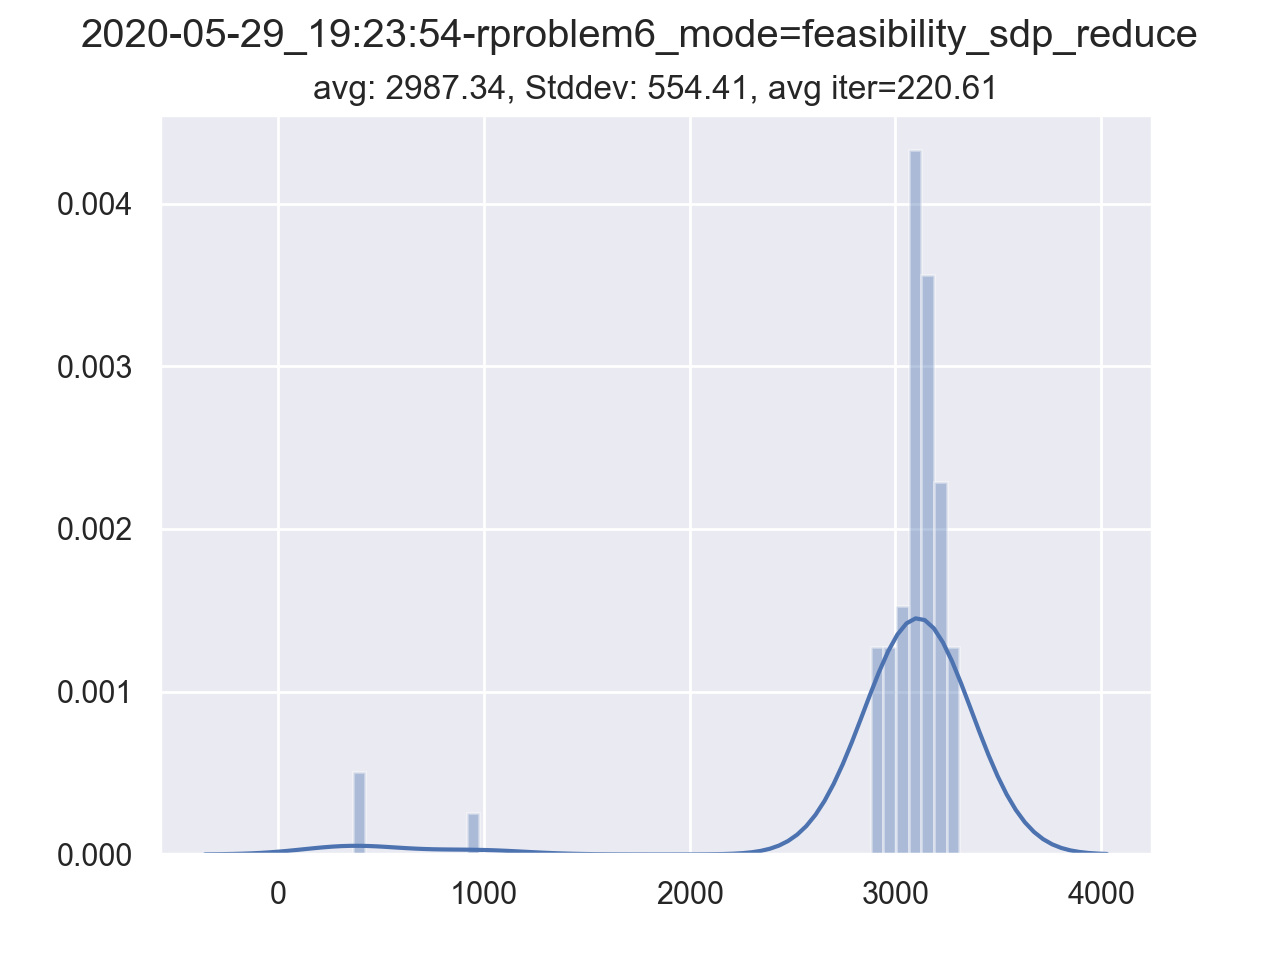 2020-05-29_19:23:54-rproblem6_mode=feasibility_sdp_reduce
avg: 2987.34, Stddev: 554.41, avg iter=220.61
0.004
0.003
0.002
0.001
0.000
0 1000 2000 3000 4000